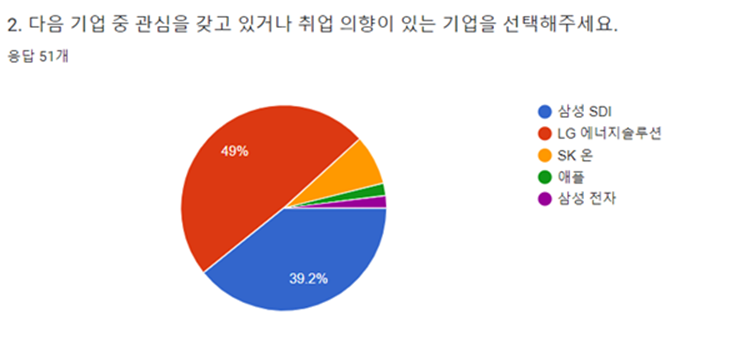 2. 다음 기업 중 관심을 갖고 있거나 취업 의향이 있는 기업을 선택해주세요.
응답 51개
삼성 SDI
LG 에너지솔루션
SK 온
애플
삼성 전자
49%
39.2%